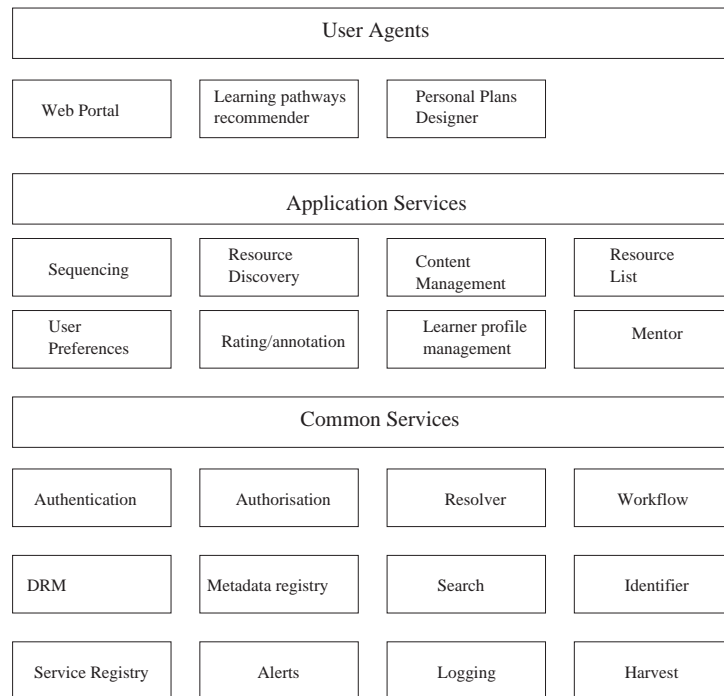 User Agents
Web Portal
Learning pathways
recommender
Personal Plans
Designer
Application Services
Sequencing
Resource
Discovery
Content
Management
Resource
List
User
Preferences
Rating/annotation
Learner profile
management
Mentor
Common Services
Authentication
Authorisation
Resolver
Workflow
DRM
Metadata registry
Search
Identifier
Service Registry
Alerts
Logging
Harvest